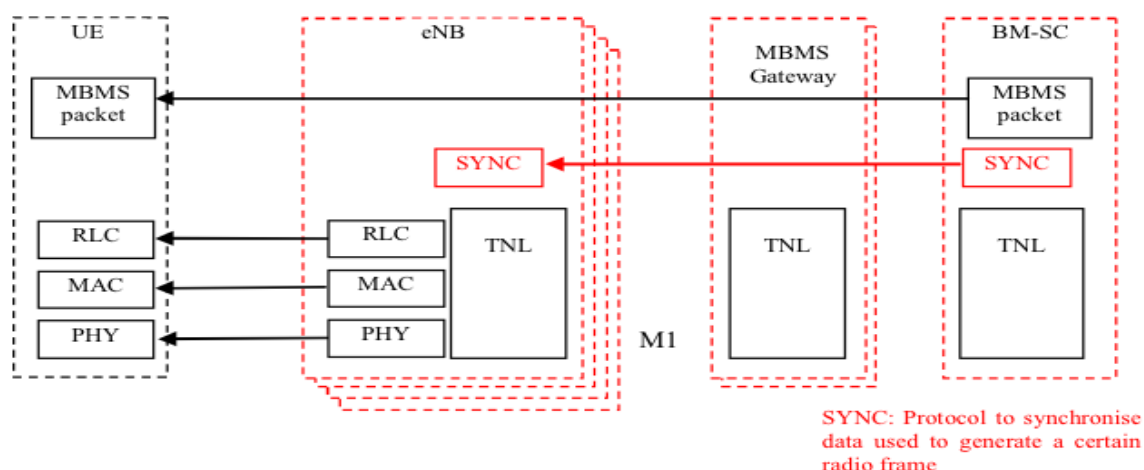 UE
eNB
MBMS
Gateway
BM-SC
MBMS
packet
MBMS
packet
SYNC
SYNC
RLC
RLC
TNL
TNL
TNL
MAC
MAC
PHY
PHY
M1
SYNC: Protocol to synchronise
data used to generate a certain
radio frame